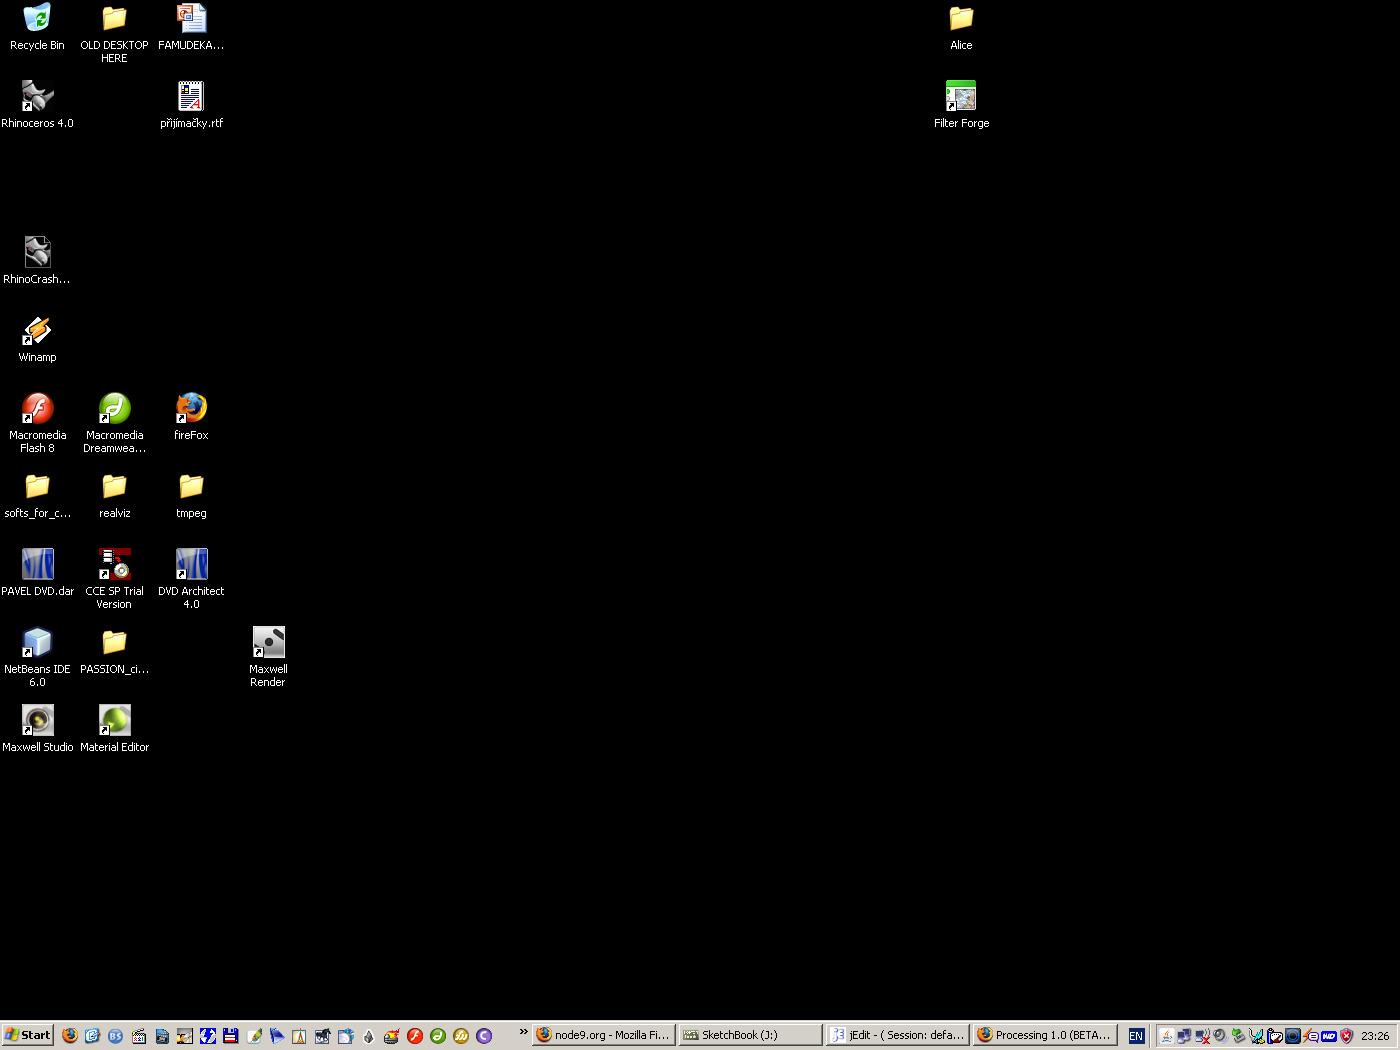 Recycle Bin
OLD DESKTOP
HERE
FAMUDEKA...
Alice
Rhinoceros 4.0
přijímačky.rtf
Filter Forge
RhinoCrash...
Winamp
Macromedia
Flash 8
Macromedia
Dreamwea...
fireFox
softs_for_c...
realviz
tmpeg
PAVEL DVD.dar
CCE SP Trial
Version
DVD Architect
4.0
NetBeans IDE
6.0
PASSION_ci...
Maxwell
Render
Maxwell Studio
Material Editor
Start
node9.org - Mozilla Fi...
SketchBook (J:)
jEdit - ( Session: defa...
Processing 1.0 (BETA...
EN
23:26